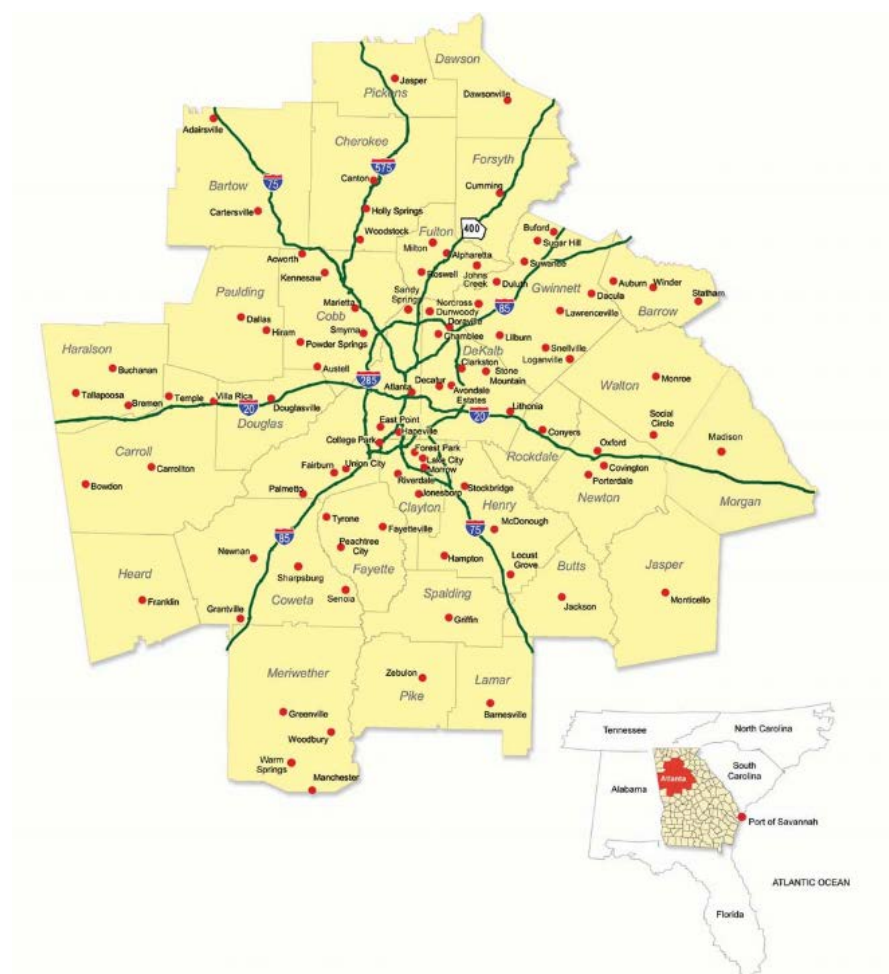 Dawson
Jasper
Pickens
Dawsonville
Adairsville
Cherokee
Forsyth
575
Canton
Cumming
75
Bartow
Cartersville
Holly Springs
Fulton
400
Woodstock
Milton
Buford
Sugar Hill
Acworth
Alpharetta
Suwanee
Kennesaw
Roswell
Johns
Creek
Duluth
Gwinnett
Auburn
Winder
Statham
Paulding
Sandy
Springs
Dacula
Barrow
Marietta
Norcross
85
Lawrenceville
Dallas
Cobb
Dunwoody
Hiram
Smyrna
Doraville
Chamblee
Lilburn
Powder Springs
DeKalb
Snellville
Loganville
Haralson
Buchanan
Austell
Clarkston
Stone
Mountain
Walton
Monroe
285
Atlanta
Decatur
Avondale
Estates
Tallapoosa
Bremen
Temple
Villa Rica
20
Douglasville
20
Lithonia
Social
Circle
Douglas
East Point
Hapeville
Conyers
College Park
Oxford
Madison
Carroll
Forest Park
Rockdale
Carrollton
Fairburn
Union City
Lake City
Morrow
Covington
Porterdale
Bowdon
Riverdale
Stockbridge
Newton
Morgan
Palmetto
Jonesboro
Clayton
Henry
Tyrone
McDonough
Fayetteville
85
75
Peachtree
City
Newnan
Hampton
Locust
Grove
Butts
Jasper
Heard
Sharpsburg
Fayette
Franklin
Coweta
Senoia
Spalding
Jackson
Monticello
Grantville
Griffin
Meriwether
Zebulon
Lamar
Pike
Greenville
Barnesville
Woodbury
Warm
Springs
Manchester
Tennessee
North Carolina
South
Carolina
Atlanta
Alabama
Port of Savannah
ATLANTIC OCEAN
Florida